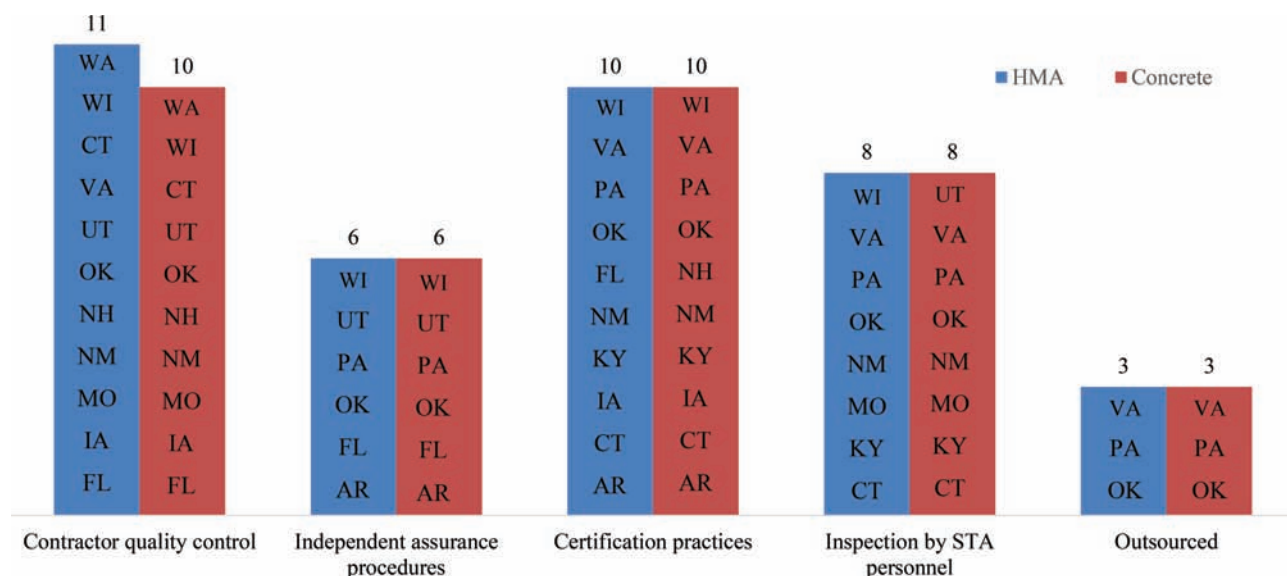 11
10
10
10
8
8
6
6
3
3
HMA
Concrete
WA
WI
CT
VA
UT
OK
NH
NM
MO
IA
FL
WA
WI
CT
UT
OK
NH
NM
MO
IA
FL
WI
UT
PA
OK
FL
AR
WI
UT
PA
OK
FL
AR
WI
VA
PA
OK
FL
NM
KY
IA
CT
AR
WI
VA
PA
OK
NH
NM
KY
IA
CT
AR
WI
VA
PA
OK
NM
MO
KY
CT
UT
VA
PA
OK
NM
MO
KY
CT
VA
PA
OK
VA
PA
OK
Contractor quality control
Independent assurance
procedures
Certification practices
Inspection by STA
personnel
Outsourced